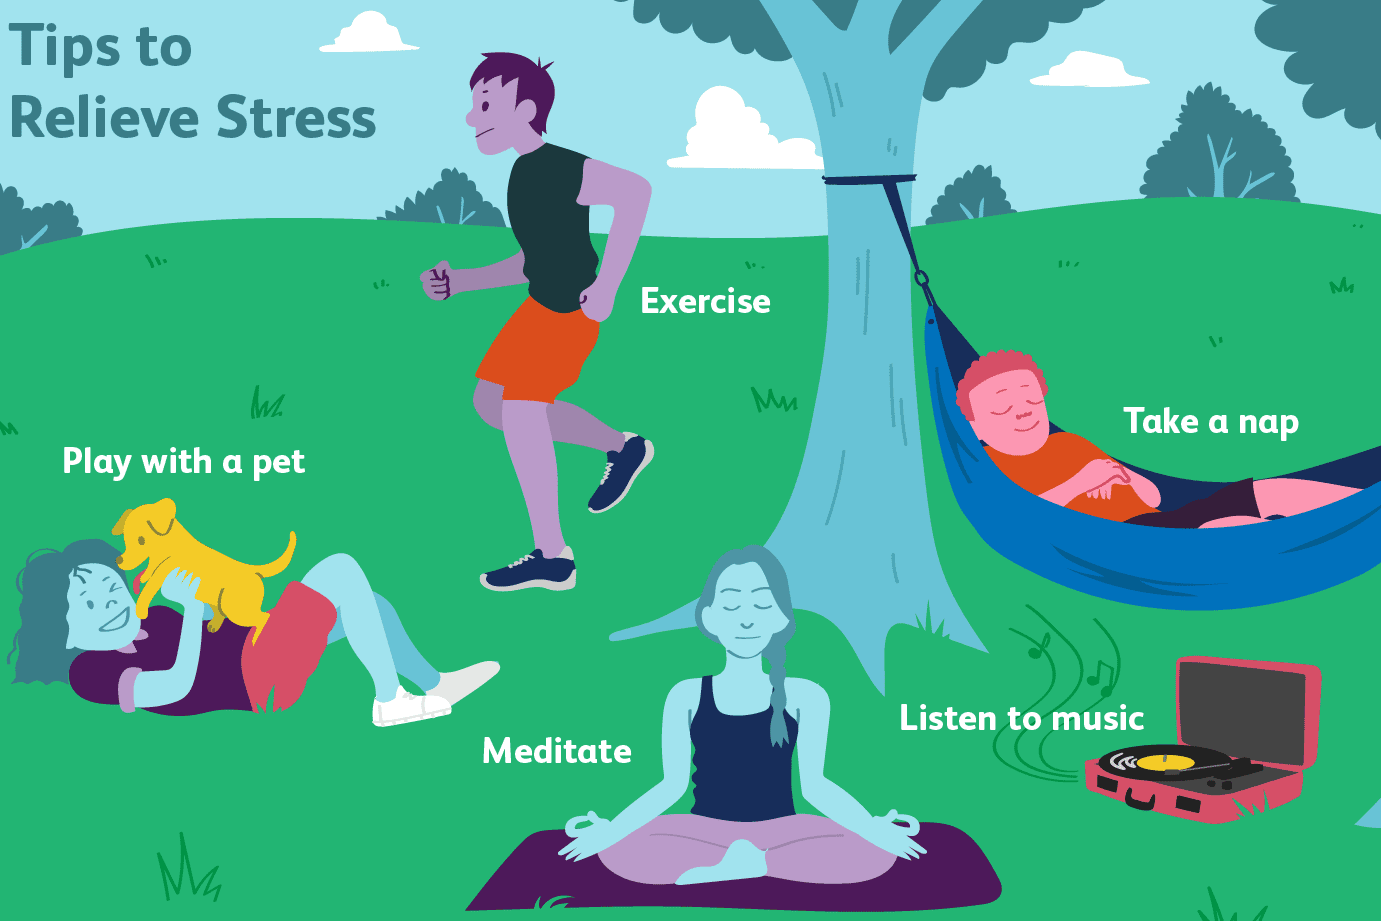 Tips to
Relieve Stress
Exercise
Take a nap
Play with a pet
Listen to music
Meditate